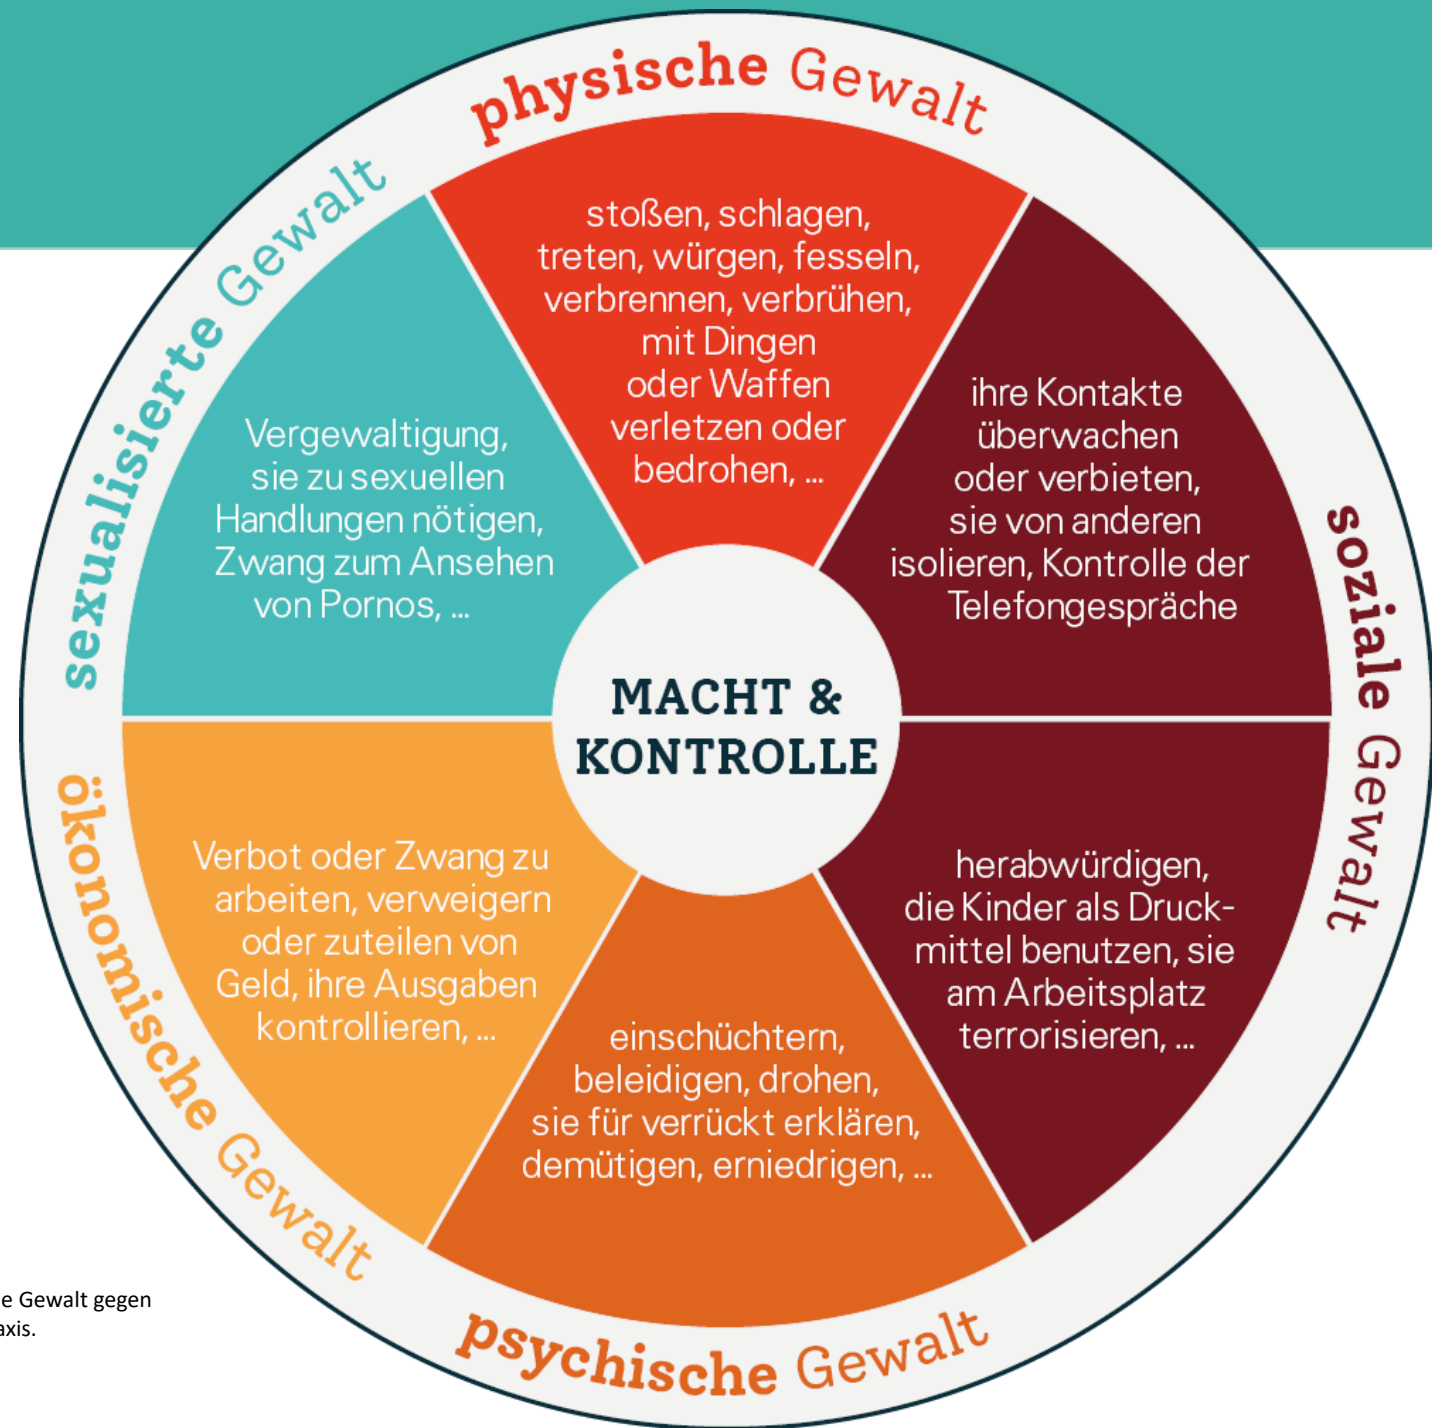 physische Gewalt
stoßen, schlagen,
treten, würgen, fesseln,
verbrennen, verbrühen,
mit Dingen
oder Waffen
verletzen oder
bedrohen, ...
soziale Gewalt
ihre Kontakte
überwachen
oder verbieten,
sie von anderen
isolieren, Kontrolle der
Telefongespräche
herabwürdigen,
die Kinder als Druck-
mittel benutzen, sie
am Arbeitsplatz
terrorisieren, ...
psychische Gewalt
einschüchtern,
beleidigen, drohen,
sie für verrückt erklären,
demütigen, erniedrigen, ...
ökonomische Gewalt
Verbot oder Zwang zu
arbeiten, verweigern
oder zuteilen von
Geld, ihre Ausgaben
kontrollieren, ...
sexualisierte Gewalt
Vergewaltigung,
sie zu sexuellen
Handlungen nötigen,
Zwang zum Ansehen
von Pornos, ...
MACHT &
KONTROLLE
e Gewalt gegen
axis.